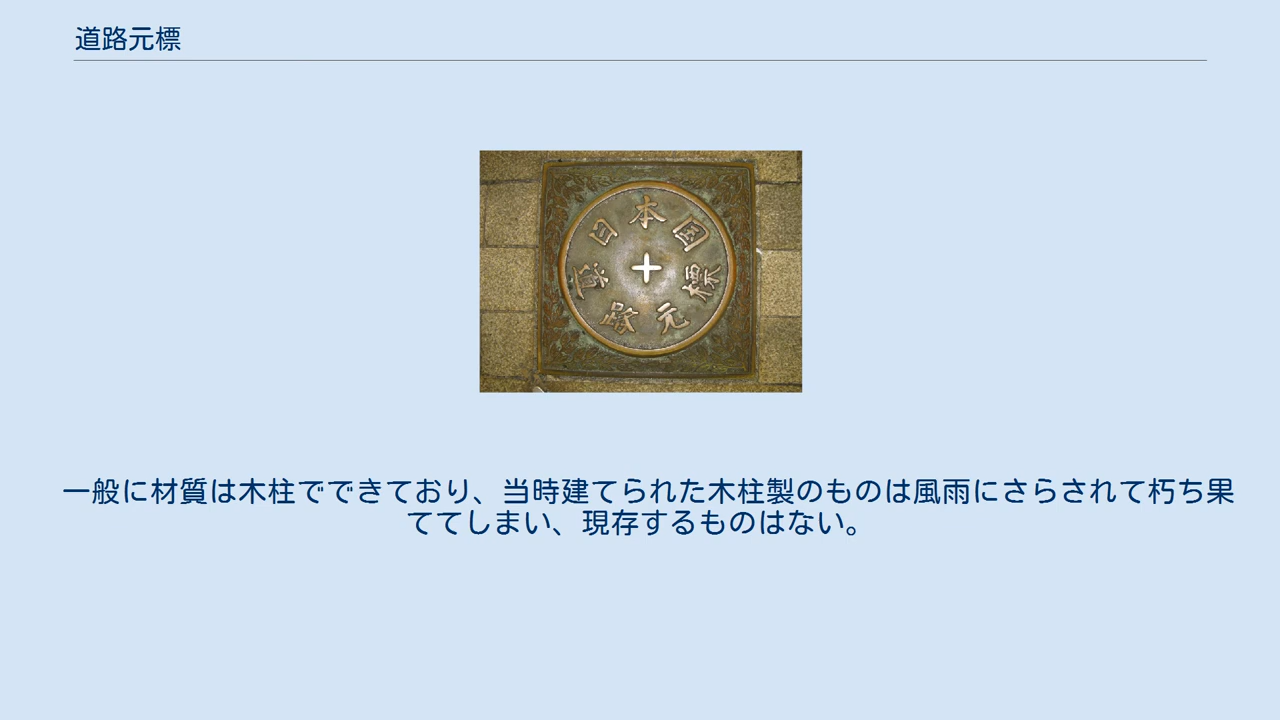 道路元標
日本国道路元標
一般に材質は木柱でできており、当時建てられた木柱製のものは風雨にさらされて朽ち果
ててしまい、現存するものはない。